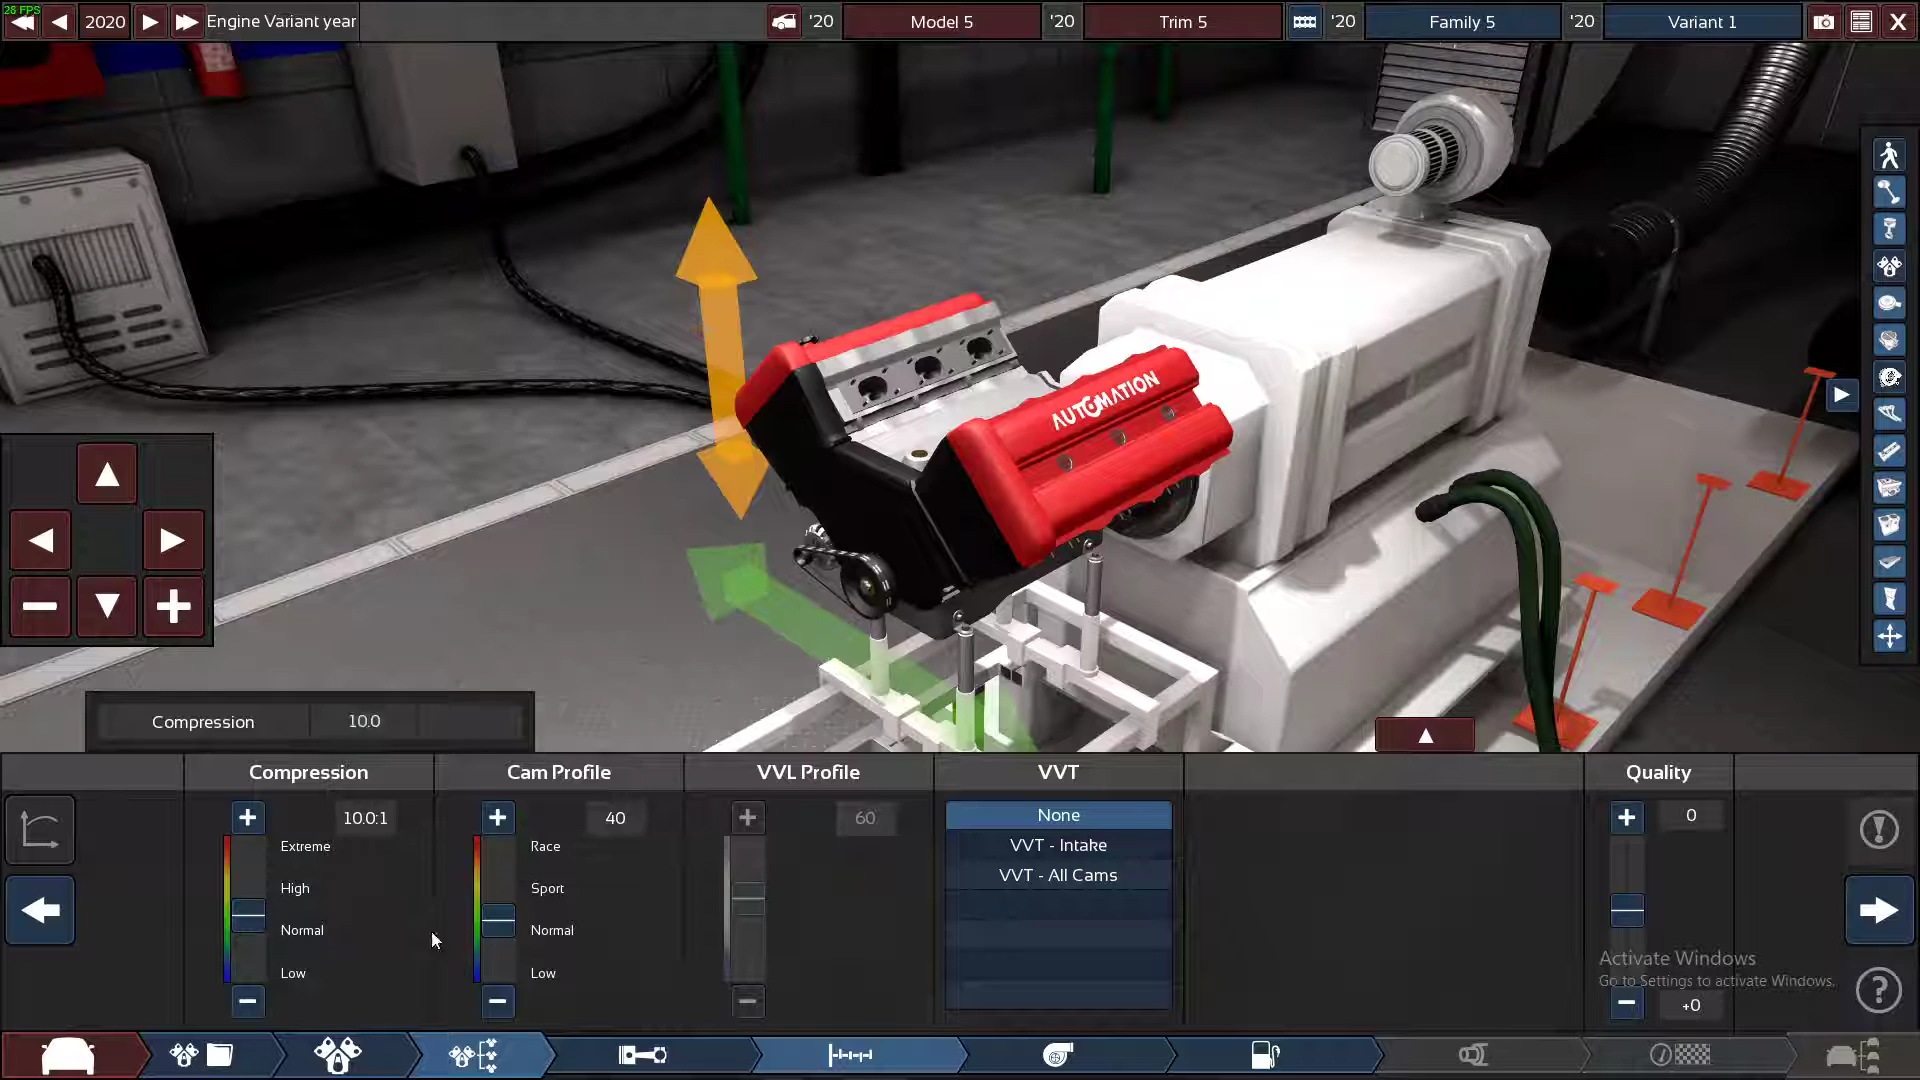 28 FPS
2020
Engine Variant year
'20
Model 5
'20
Trim 5
'20
Family 5
'20
Variant 1
AUTOMATION
Compression
10.0
Compression
Cam Profile
VVL Profile
VVT
Quality
10.0:1
Extreme
High
Normal
Low
40
Race
Sport
Normal
Low
60
None
VVT - Intake
VVT - All Cams
0
+0
Activate Windows
Go to Settings to activate Windows.